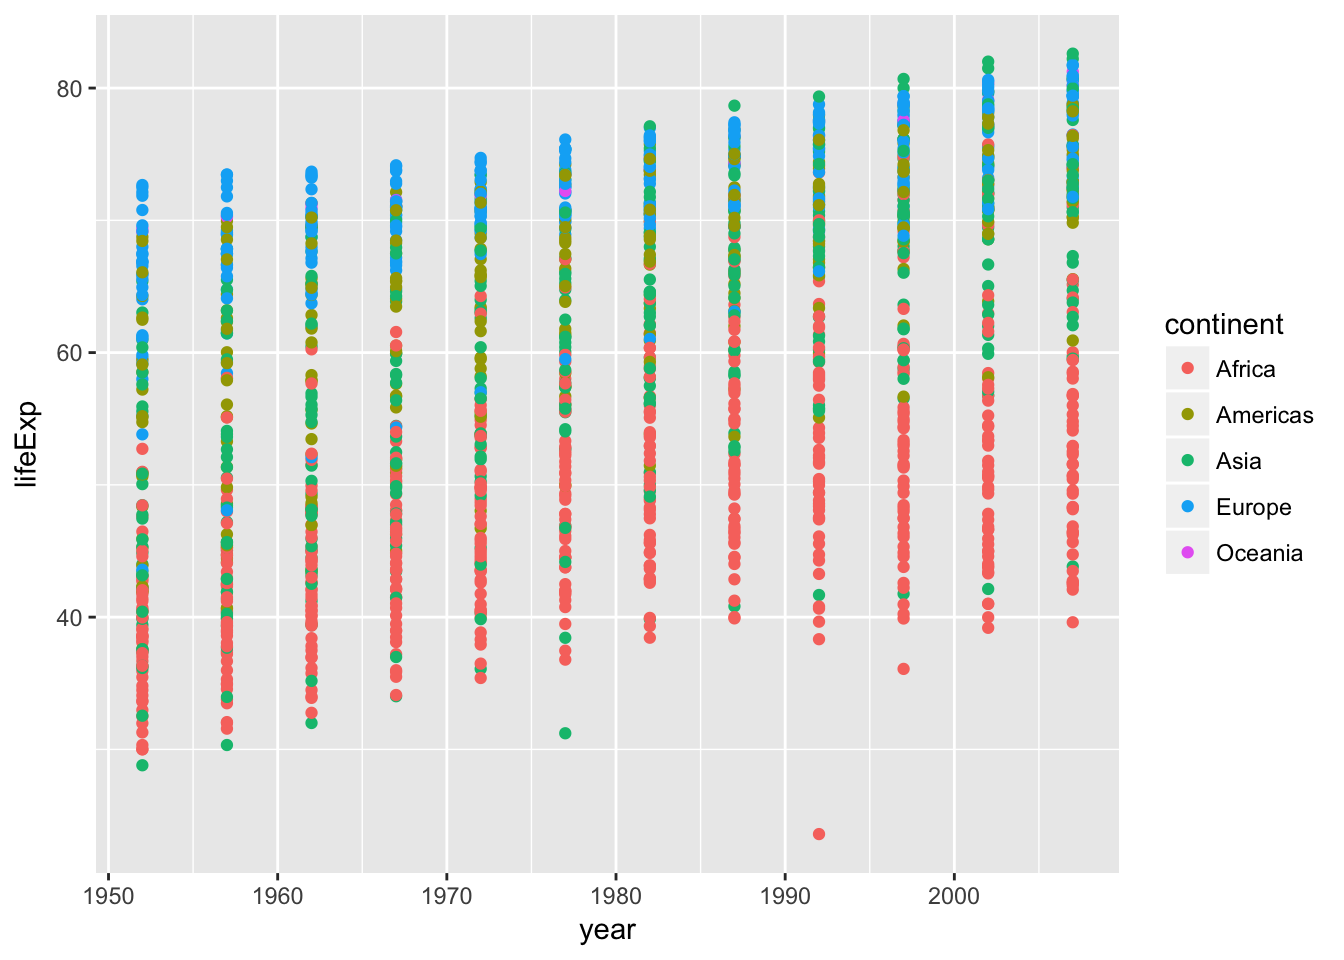 80
60
40
lifeExp
1950 1960 1970 1980 1990 2000
year
continent
Africa
Americas
Asia
Europe
Oceania